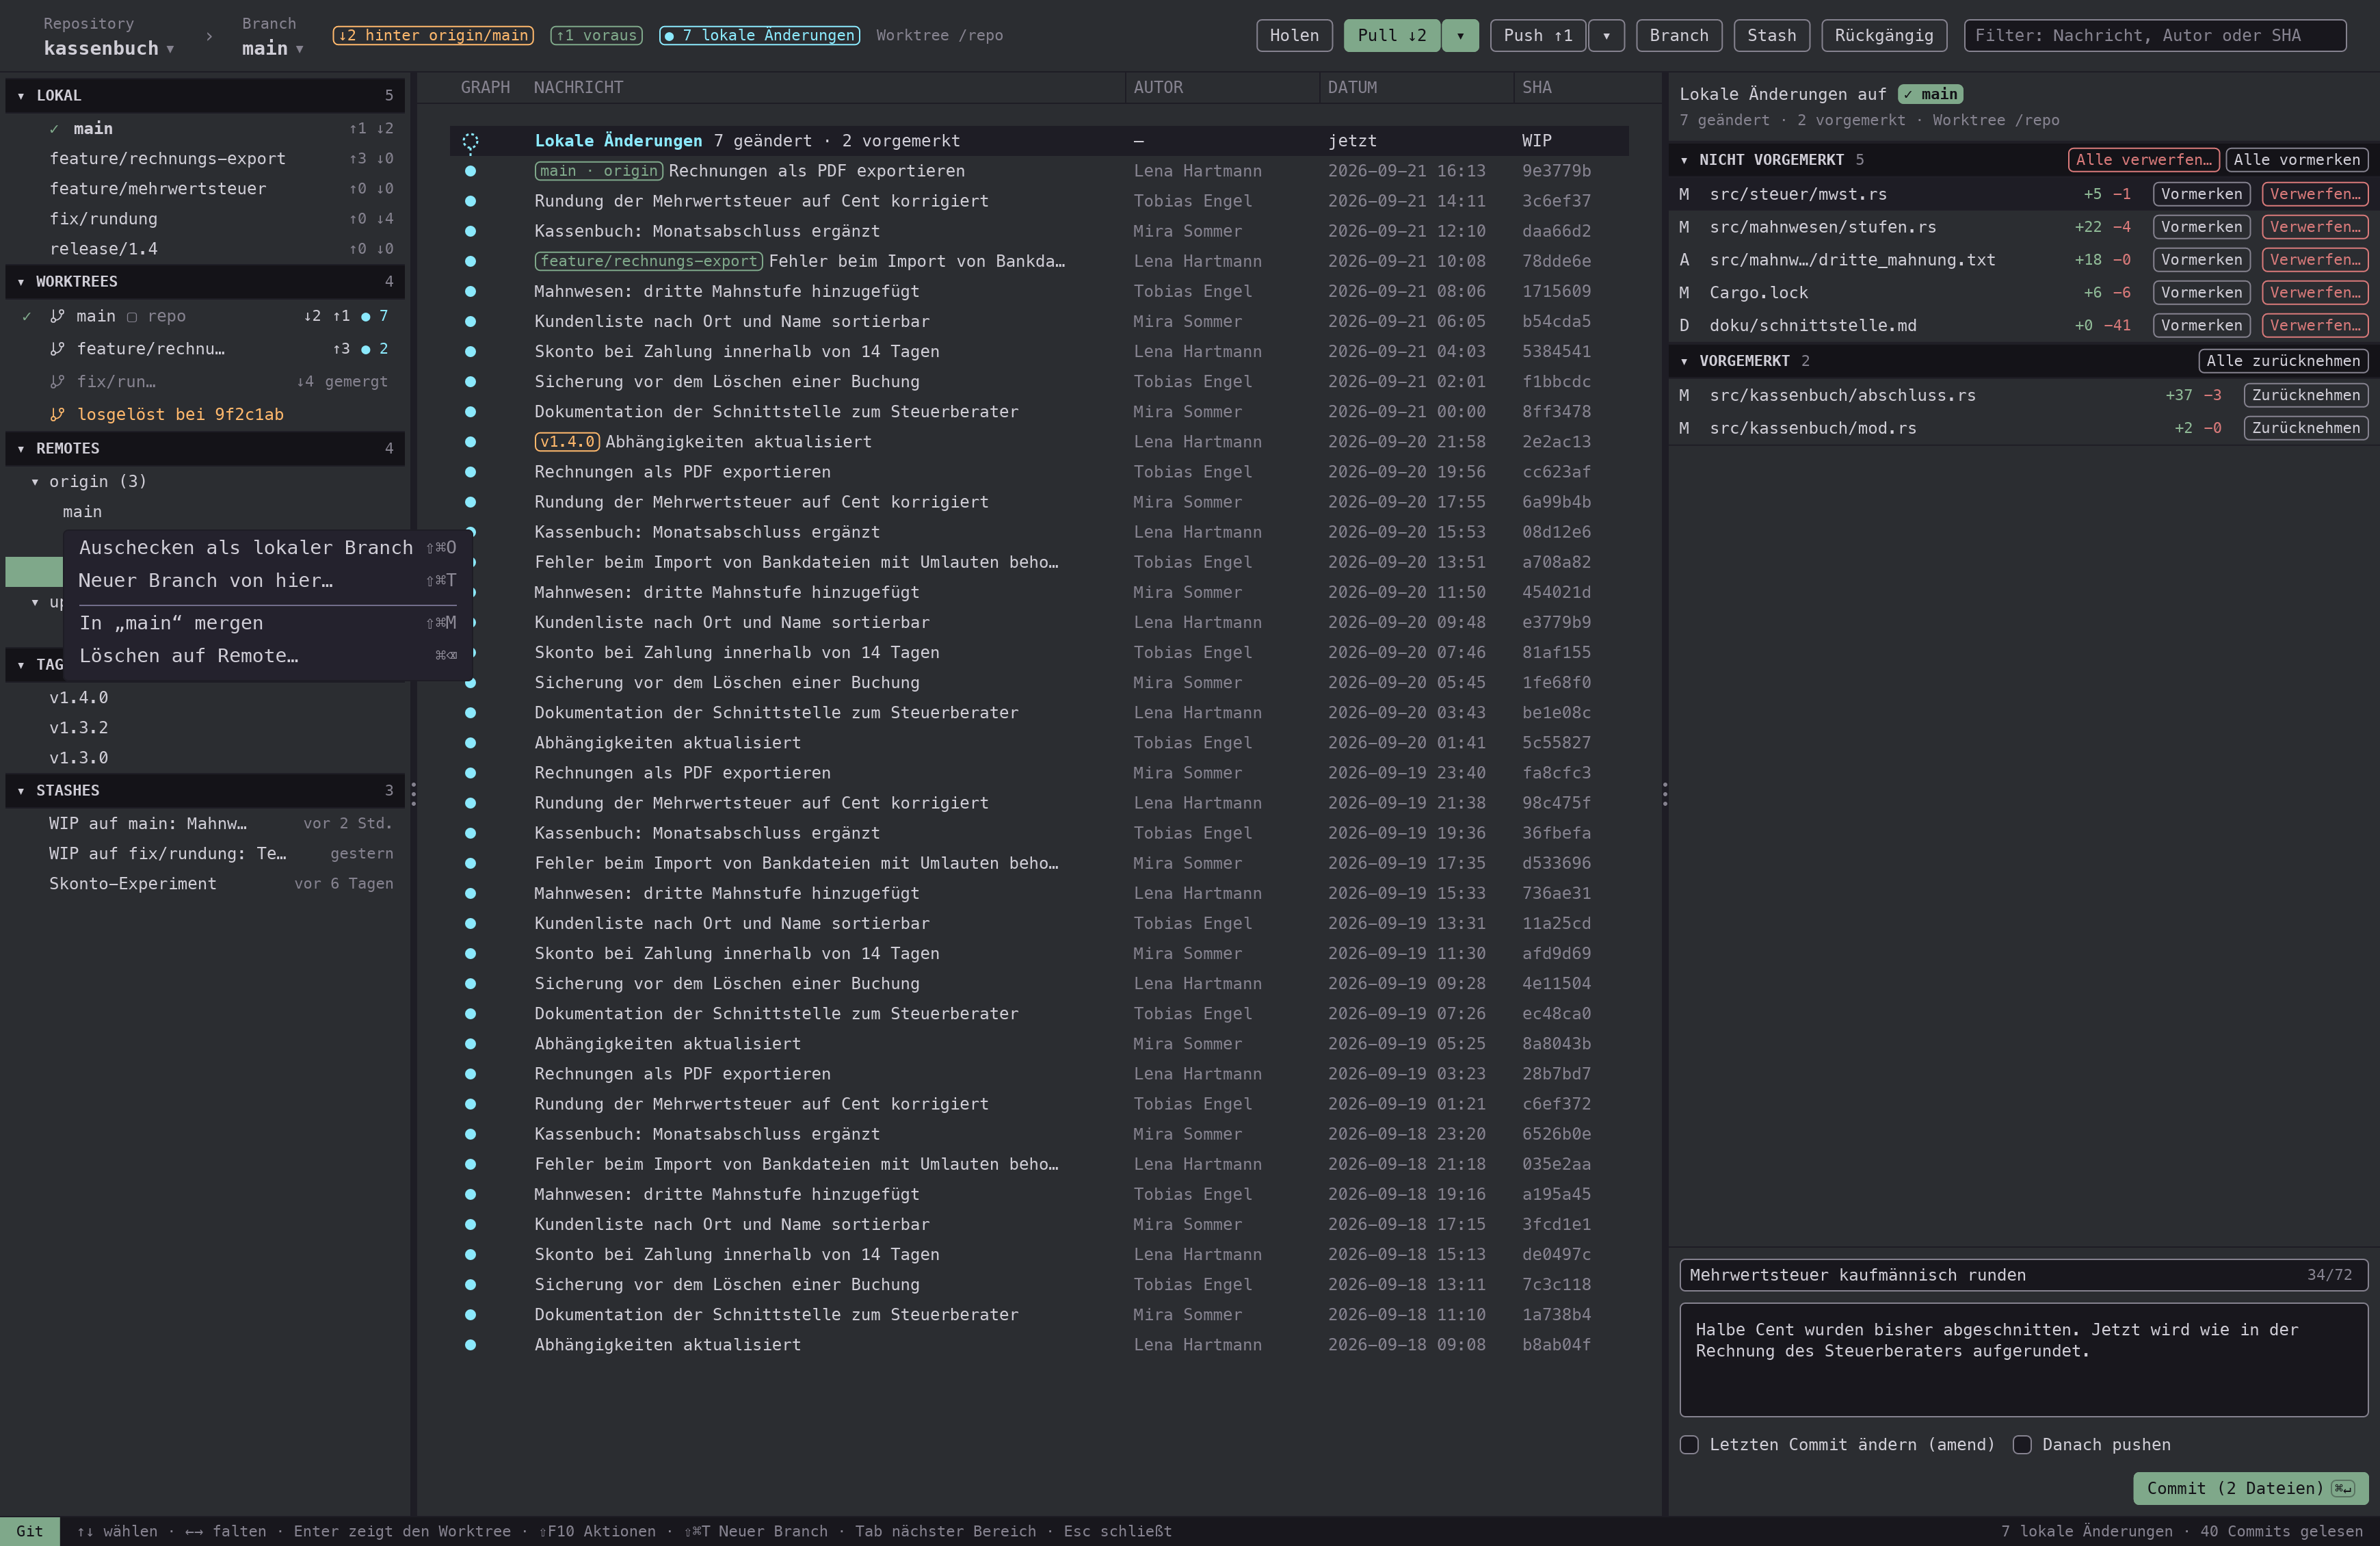 Repository
kassenbuch ▾
›
Branch
main ▾
↓2 hinter origin/main ↑1 voraus ● 7 lokale Änderungen Worktree /repo
Holen Pull ↓2 ▾ Push ↑1 ▾ Branch Stash Rückgängig Filter: Nachricht, Autor oder SHA
▾ LOKAL 5
✓ main ↑1 ↓2
feature/rechnungs-export ↑3 ↓0
feature/mehrwertsteuer ↑0 ↓0
fix/rundung ↑0 ↓4
release/1.4 ↑0 ↓0
▾ WORKTREES 4
✓ main ▢ repo ↓2 ↑1 ● 7
feature/rechnu… ↑3 ● 2
fix/run… ↓4 gemergt
losgelöst bei 9f2c1ab
▾ REMOTES 4
▾ origin (3)
main
▾ up
▾ TAG
v1.4.0
v1.3.2
v1.3.0
▾ STASHES 3
WIP auf main: Mahnw… vor 2 Std.
WIP auf fix/rundung: Te… gestern
Skonto-Experiment vor 6 Tagen
Auschecken als lokaler Branch ⇧⌘O
Neuer Branch von hier… ⇧⌘T
In „main“ mergen ⇧⌘M
Löschen auf Remote… ⌘⌫
GRAPH NACHRICHT AUTOR DATUM SHA
Lokale Änderungen 7 geändert · 2 vorgemerkt — jetzt WIP
main · origin Rechnungen als PDF exportieren Lena Hartmann 2026-09-21 16:13 9e3779b
Rundung der Mehrwertsteuer auf Cent korrigiert Tobias Engel 2026-09-21 14:11 3c6ef37
Kassenbuch: Monatsabschluss ergänzt Mira Sommer 2026-09-21 12:10 daa66d2
feature/rechnungs-export Fehler beim Import von Bankda… Lena Hartmann 2026-09-21 10:08 78dde6e
Mahnwesen: dritte Mahnstufe hinzugefügt Tobias Engel 2026-09-21 08:06 1715609
Kundenliste nach Ort und Name sortierbar Mira Sommer 2026-09-21 06:05 b54cda5
Skonto bei Zahlung innerhalb von 14 Tagen Lena Hartmann 2026-09-21 04:03 5384541
Sicherung vor dem Löschen einer Buchung Tobias Engel 2026-09-21 02:01 f1bbcdc
Dokumentation der Schnittstelle zum Steuerberater Mira Sommer 2026-09-21 00:00 8ff3478
v1.4.0 Abhängigkeiten aktualisiert Lena Hartmann 2026-09-20 21:58 2e2ac13
Rechnungen als PDF exportieren Tobias Engel 2026-09-20 19:56 cc623af
Rundung der Mehrwertsteuer auf Cent korrigiert Mira Sommer 2026-09-20 17:55 6a99b4b
Kassenbuch: Monatsabschluss ergänzt Lena Hartmann 2026-09-20 15:53 08d12e6
Fehler beim Import von Bankdateien mit Umlauten beho… Tobias Engel 2026-09-20 13:51 a708a82
Mahnwesen: dritte Mahnstufe hinzugefügt Mira Sommer 2026-09-20 11:50 454021d
Kundenliste nach Ort und Name sortierbar Lena Hartmann 2026-09-20 09:48 e3779b9
Skonto bei Zahlung innerhalb von 14 Tagen Tobias Engel 2026-09-20 07:46 81af155
Sicherung vor dem Löschen einer Buchung Mira Sommer 2026-09-20 05:45 1fe68f0
Dokumentation der Schnittstelle zum Steuerberater Lena Hartmann 2026-09-20 03:43 be1e08c
Abhängigkeiten aktualisiert Tobias Engel 2026-09-20 01:41 5c55827
Rechnungen als PDF exportieren Mira Sommer 2026-09-19 23:40 fa8cfc3
Rundung der Mehrwertsteuer auf Cent korrigiert Lena Hartmann 2026-09-19 21:38 98c475f
Kassenbuch: Monatsabschluss ergänzt Tobias Engel 2026-09-19 19:36 36fbefa
Fehler beim Import von Bankdateien mit Umlauten beho… Mira Sommer 2026-09-19 17:35 d533696
Mahnwesen: dritte Mahnstufe hinzugefügt Lena Hartmann 2026-09-19 15:33 736ae31
Kundenliste nach Ort und Name sortierbar Tobias Engel 2026-09-19 13:31 11a25cd
Skonto bei Zahlung innerhalb von 14 Tagen Mira Sommer 2026-09-19 11:30 afd9d69
Sicherung vor dem Löschen einer Buchung Lena Hartmann 2026-09-19 09:28 4e11504
Dokumentation der Schnittstelle zum Steuerberater Tobias Engel 2026-09-19 07:26 ec48ca0
Abhängigkeiten aktualisiert Mira Sommer 2026-09-19 05:25 8a8043b
Rechnungen als PDF exportieren Lena Hartmann 2026-09-19 03:23 28b7bd7
Rundung der Mehrwertsteuer auf Cent korrigiert Tobias Engel 2026-09-19 01:21 c6ef372
Kassenbuch: Monatsabschluss ergänzt Mira Sommer 2026-09-18 23:20 6526b0e
Fehler beim Import von Bankdateien mit Umlauten beho… Lena Hartmann 2026-09-18 21:18 035e2aa
Mahnwesen: dritte Mahnstufe hinzugefügt Tobias Engel 2026-09-18 19:16 a195a45
Kundenliste nach Ort und Name sortierbar Mira Sommer 2026-09-18 17:15 3fcd1e1
Skonto bei Zahlung innerhalb von 14 Tagen Lena Hartmann 2026-09-18 15:13 de0497c
Sicherung vor dem Löschen einer Buchung Tobias Engel 2026-09-18 13:11 7c3c118
Dokumentation der Schnittstelle zum Steuerberater Mira Sommer 2026-09-18 11:10 1a738b4
Abhängigkeiten aktualisiert Lena Hartmann 2026-09-18 09:08 b8ab04f
Lokale Änderungen auf ✓ main
7 geändert · 2 vorgemerkt · Worktree /repo
▾ NICHT VORGEMERKT 5 Alle verwerfen… Alle vormerken
M src/steuer/mwst.rs +5 −1 Vormerken Verwerfen…
M src/mahnwesen/stufen.rs +22 −4 Vormerken Verwerfen…
A src/mahnw…/dritte_mahnung.txt +18 −0 Vormerken Verwerfen…
M Cargo.lock +6 −6 Vormerken Verwerfen…
D doku/schnittstelle.md +0 −41 Vormerken Verwerfen…
▾ VORGEMERKT 2 Alle zurücknehmen
M src/kassenbuch/abschluss.rs +37 −3 Zurücknehmen
M src/kassenbuch/mod.rs +2 −0 Zurücknehmen
Mehrwertsteuer kaufmännisch runden 34/72
Halbe Cent wurden bisher abgeschnitten. Jetzt wird wie in der
Rechnung des Steuerberaters aufgerundet.
Letzten Commit ändern (amend) Danach pushen
Commit (2 Dateien) ⌘↵
Git ↑↓ wählen · ←→ falten · Enter zeigt den Worktree · ⇧F10 Aktionen · ⇧⌘T Neuer Branch · Tab nächster Bereich · Esc schließt
7 lokale Änderungen · 40 Commits gelesen